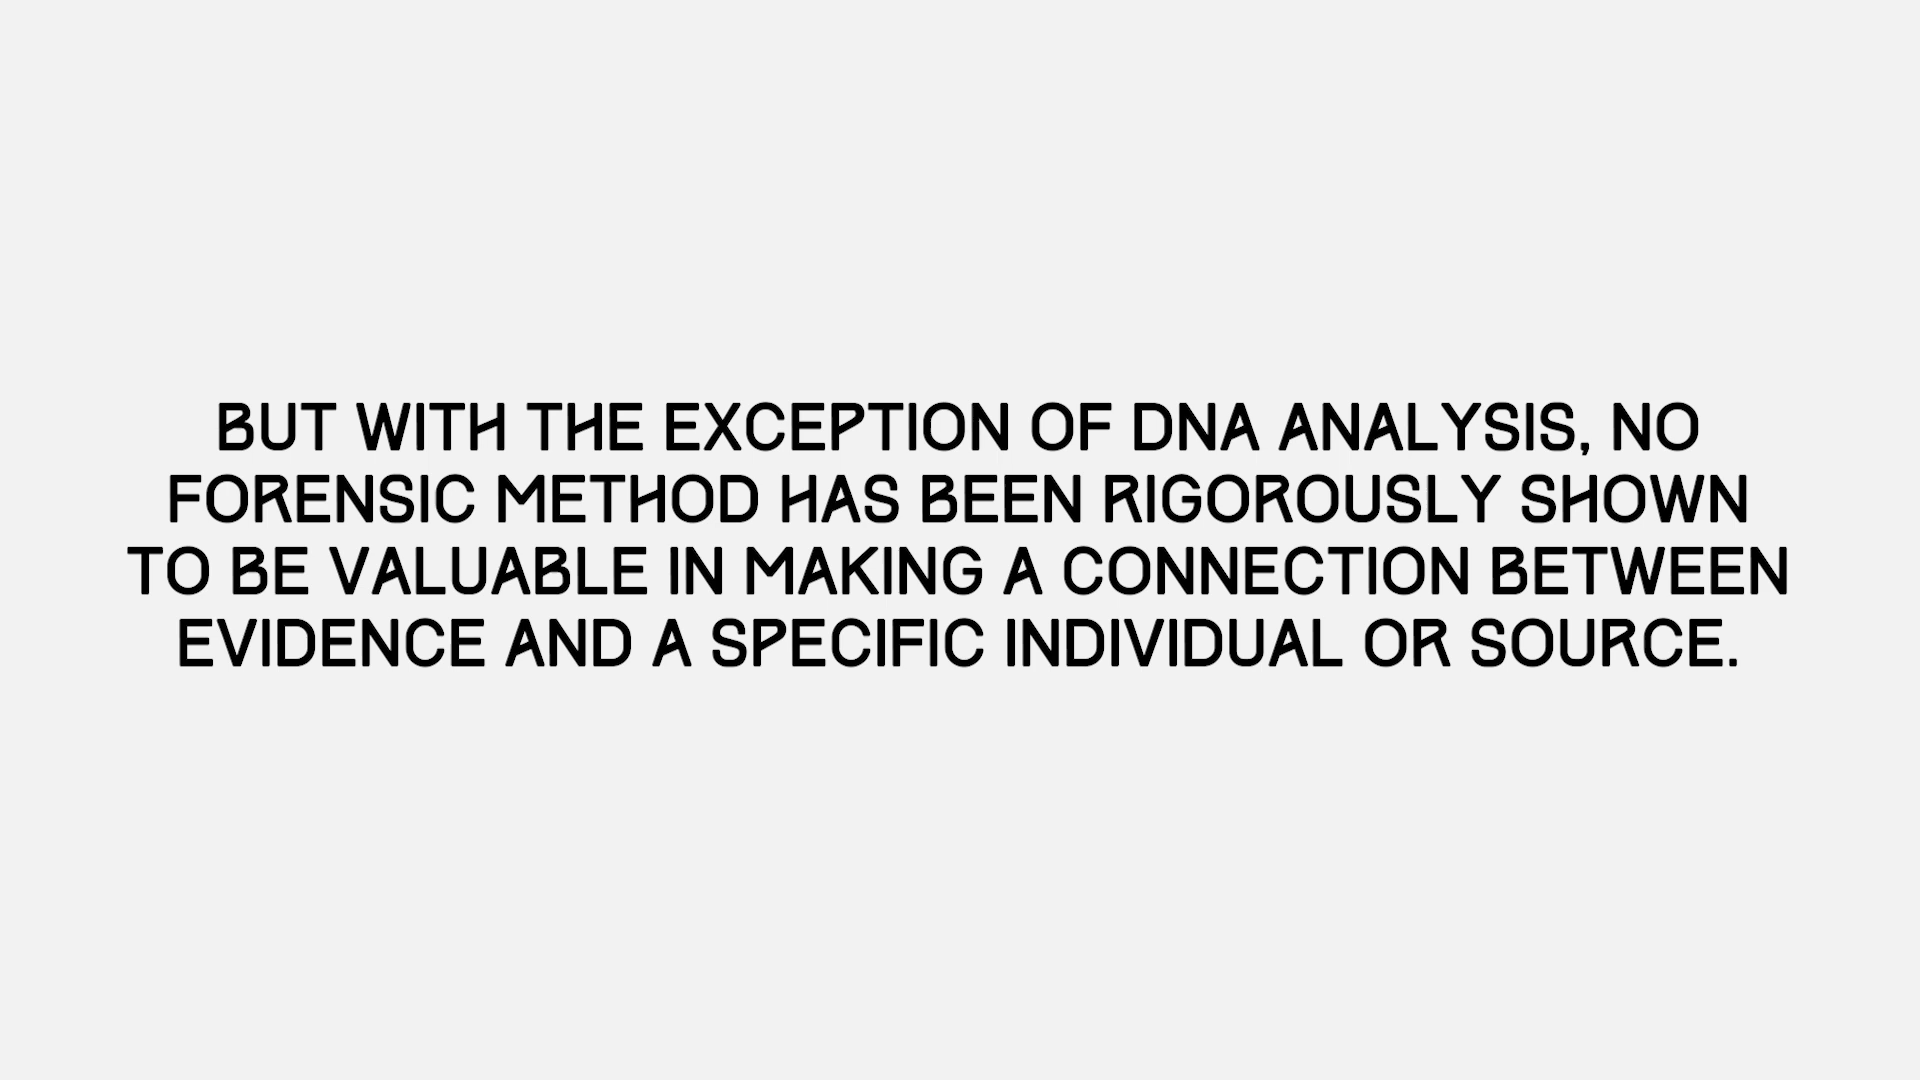 BUT WITH THE EXCEPTION OF DNA ANALYSIS, NO
FORENSIC METHOD HAS BEEN RIGOROUSLY SHOWN
TO BE VALUABLE IN MAKING A CONNECTION BETWEEN
EVIDENCE AND A SPECIFIC INDIVIDUAL OR SOURCE.